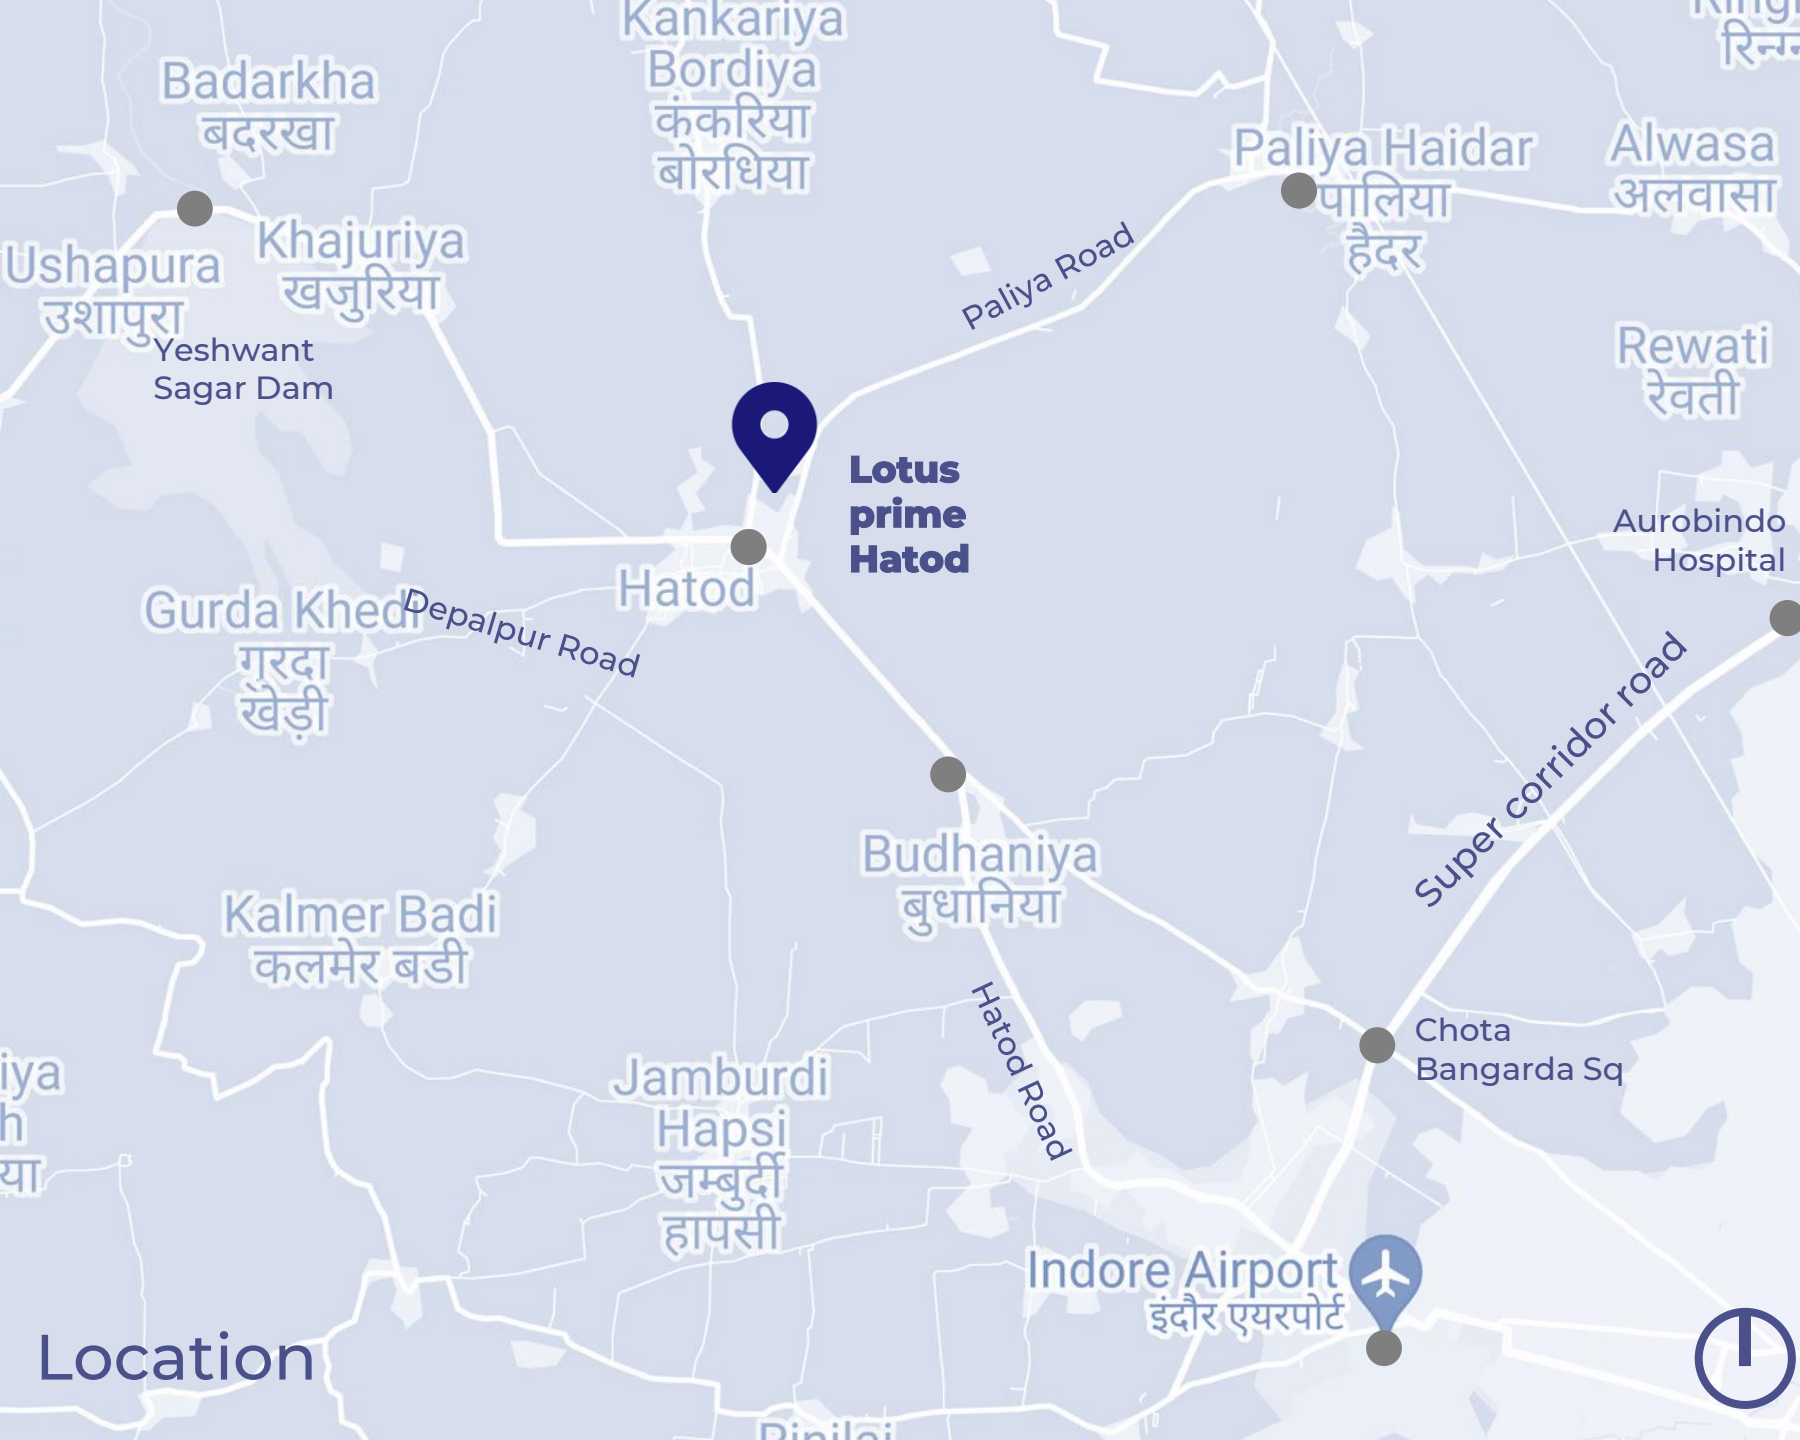 Kankariya
Bordiya
कंकरिया
बोरधिया
Badarkha
बदरखा
Paliya Haidar
पालिया
हैदर
Alwasa
अलवासा
Khajuriya
खजुरिया
Ushapura
उशापुरा
Yeshwant
Sagar Dam
Paliya Road
Rewati
रेवती
Lotus
prime
Hatod
Aurobindo
Hospital
Hatod
Gurda Khedi
गुरदा
खेड़ी
Depalpur Road
Super corridor road
Budhaniya
बुधानिया
Kalmer Badi
कलमेर बडी
Hatod Road
Chota
Bangarda Sq
Jamburdi
Hapsi
जम्बुर्दी
हापसी
Indore Airport
इंदौर एयरपोर्ट
Location